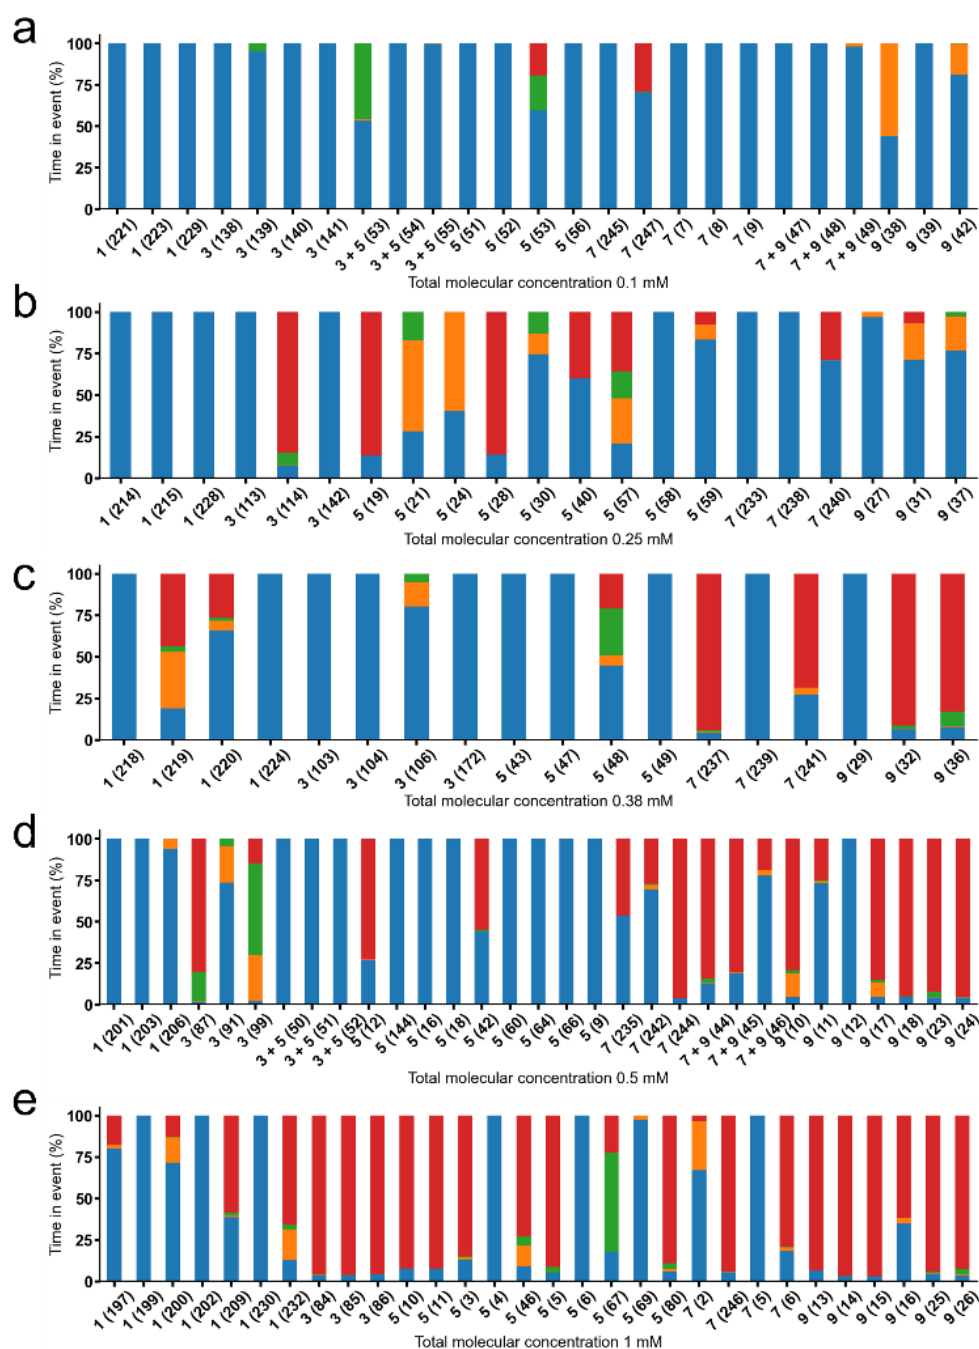 a
Time in event (%)
100
75
50
25
0
1 (221) 1 (223) 1 (229) 3 (138) 3 (139) 3 (140) 3 (141) 3 + 5 (53) 3 + 5 (54) 3 + 5 (55) 5 (51) 5 (52) 5 (53) 5 (56) 7 (245) 7 (247) 7 (7) 7 (8) 7 (9) 7 + 9 (47) 7 + 9 (48) 7 + 9 (49) 9 (38) 9 (39) 9 (42)
Total molecular concentration 0.1 mM
b
Time in event (%)
100
75
50
25
0
1 (214) 1 (215) 1 (228) 3 (113) 3 (114) 3 (142) 5 (19) 5 (21) 5 (24) 5 (28) 5 (30) 5 (40) 5 (57) 5 (58) 5 (59) 7 (233) 7 (238) 7 (240) 9 (27) 9 (31) 9 (37)
Total molecular concentration 0.25 mM
c
Time in event (%)
100
75
50
25
0
1 (218) 1 (219) 1 (220) 1 (224) 3 (103) 3 (104) 3 (106) 3 (172) 5 (43) 5 (47) 5 (48) 5 (49) 7 (237) 7 (239) 7 (241) 9 (29) 9 (32) 9 (36)
Total molecular concentration 0.38 mM
d
Time in event (%)
100
75
50
25
0
1 (201) 1 (203) 1 (206) 3 (87) 3 (91) 3 (99) 3 + 5 (50) 3 + 5 (51) 3 + 5 (52) 5 (12) 5 (144) 5 (16) 5 (18) 5 (42) 5 (60) 5 (64) 5 (66) 5 (9) 7 (235) 7 (242) 7 (244) 7 + 9 (44) 7 + 9 (45) 7 + 9 (46) 9 (10) 9 (11) 9 (12) 9 (17) 9 (18) 9 (23) 9 (24)
Total molecular concentration 0.5 mM
e
Time in event (%)
100
75
50
25
0
1 (197) 1 (199) 1 (200) 1 (202) 1 (209) 1 (230) 1 (232) 3 (84) 3 (85) 3 (86) 5 (10) 5 (11) 5 (3) 5 (4) 5 (46) 5 (5) 5 (6) 5 (67) 5 (69) 5 (80) 7 (2) 7 (246) 7 (5) 7 (6) 9 (13) 9 (14) 9 (15) 9 (16) 9 (25) 9 (26)
Total molecular concentration 1 mM